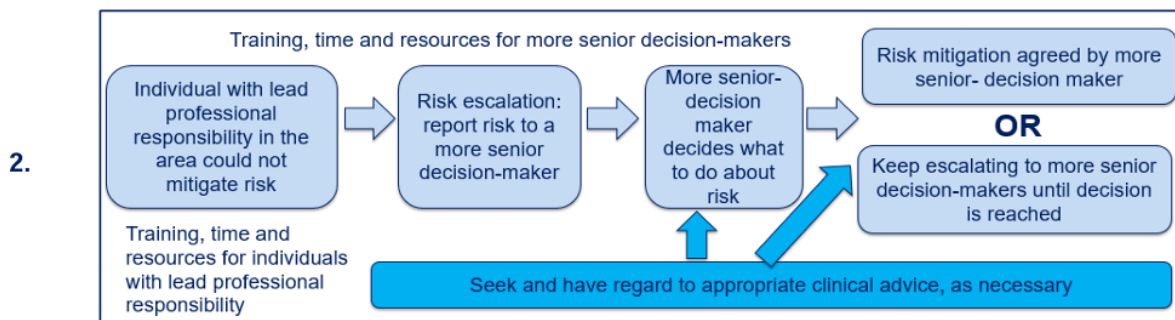 2.
Training, time and resources for more senior decision-makers
Individual with lead
professional
responsibility in the
area could not
mitigate risk
Risk escalation:
report risk to a
more senior
decision-maker
More senior-
decision
maker
decides what
to do about
risk
Risk mitigation agreed by more
senior- decision maker
OR
Keep escalating to more senior
decision-makers until decision
is reached
Training, time and
resources for individuals
with lead professional
responsibility
Seek and have regard to appropriate clinical advice, as necessary